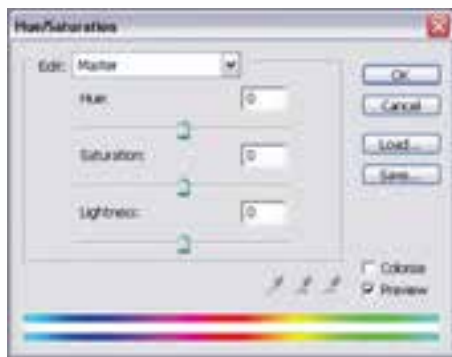 Hue/Saturation
Edit: Master
Hue: 0
Saturation: 0
Lightness: 0
OK
Cancel
Load...
Save...
Colorize
Preview